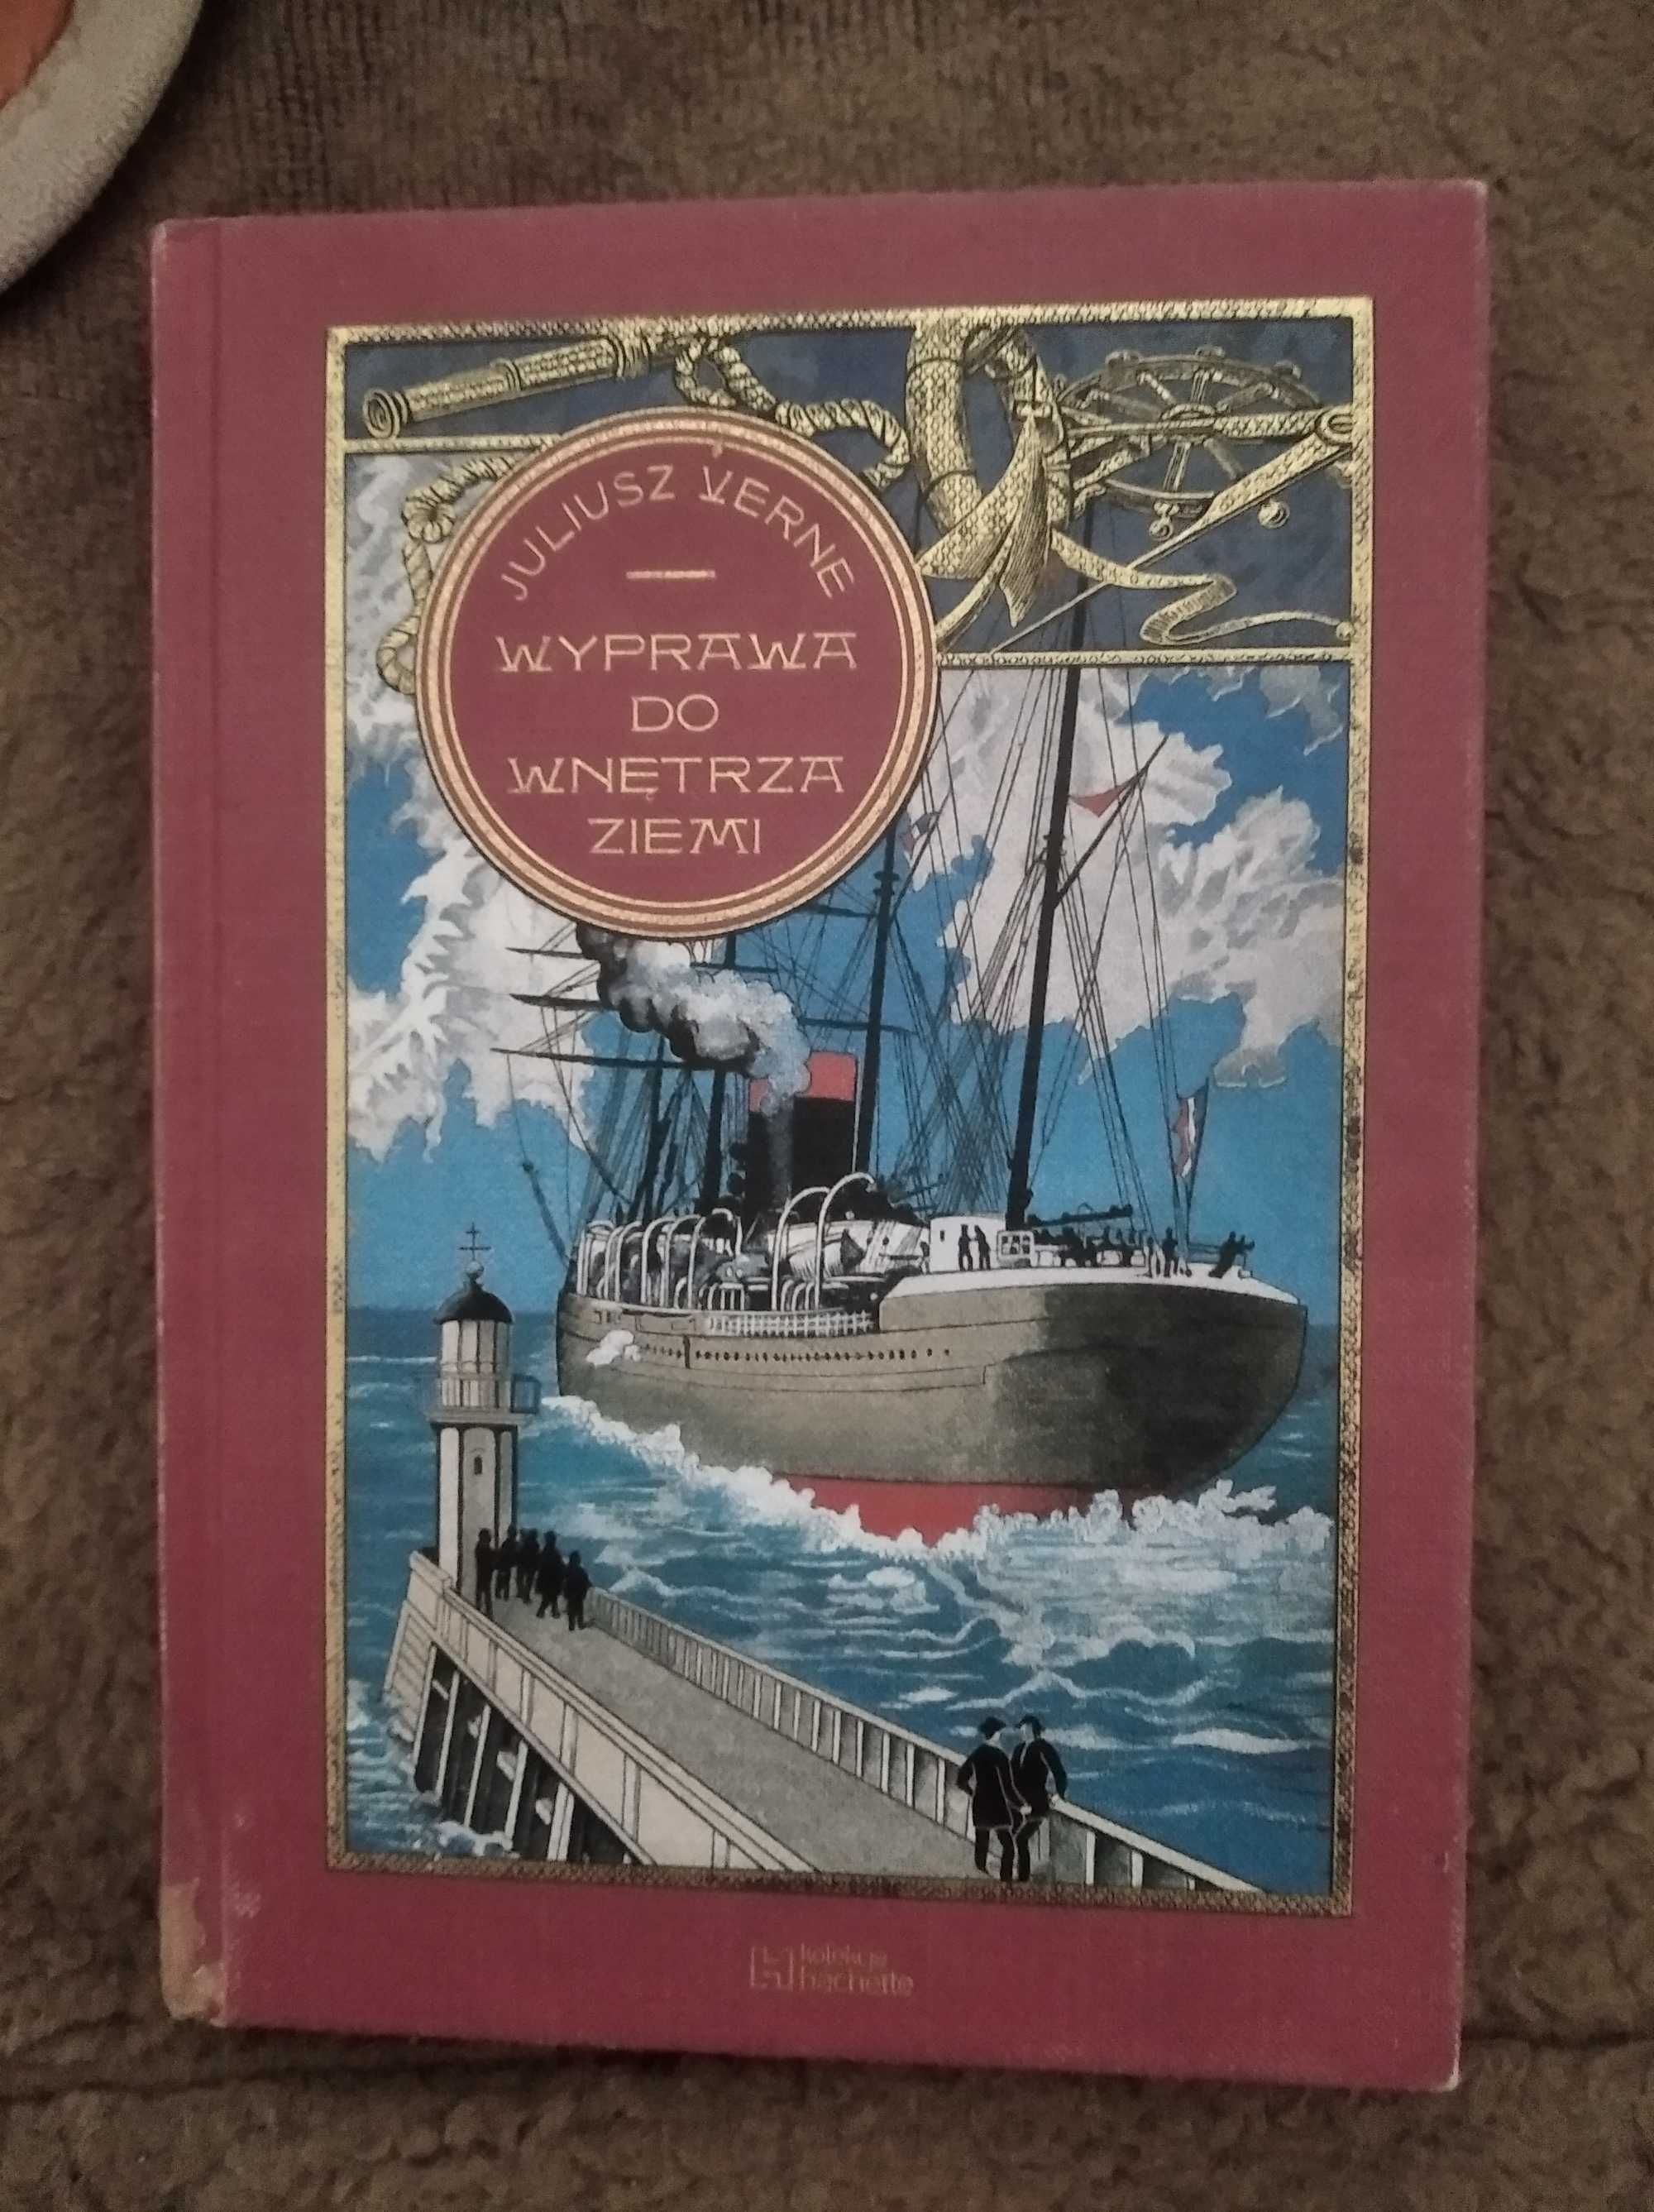 JULIUSZ VERNE
WYPRAWA
DO
WNĘTRZA
ZIEMI
kolekcja
hachette